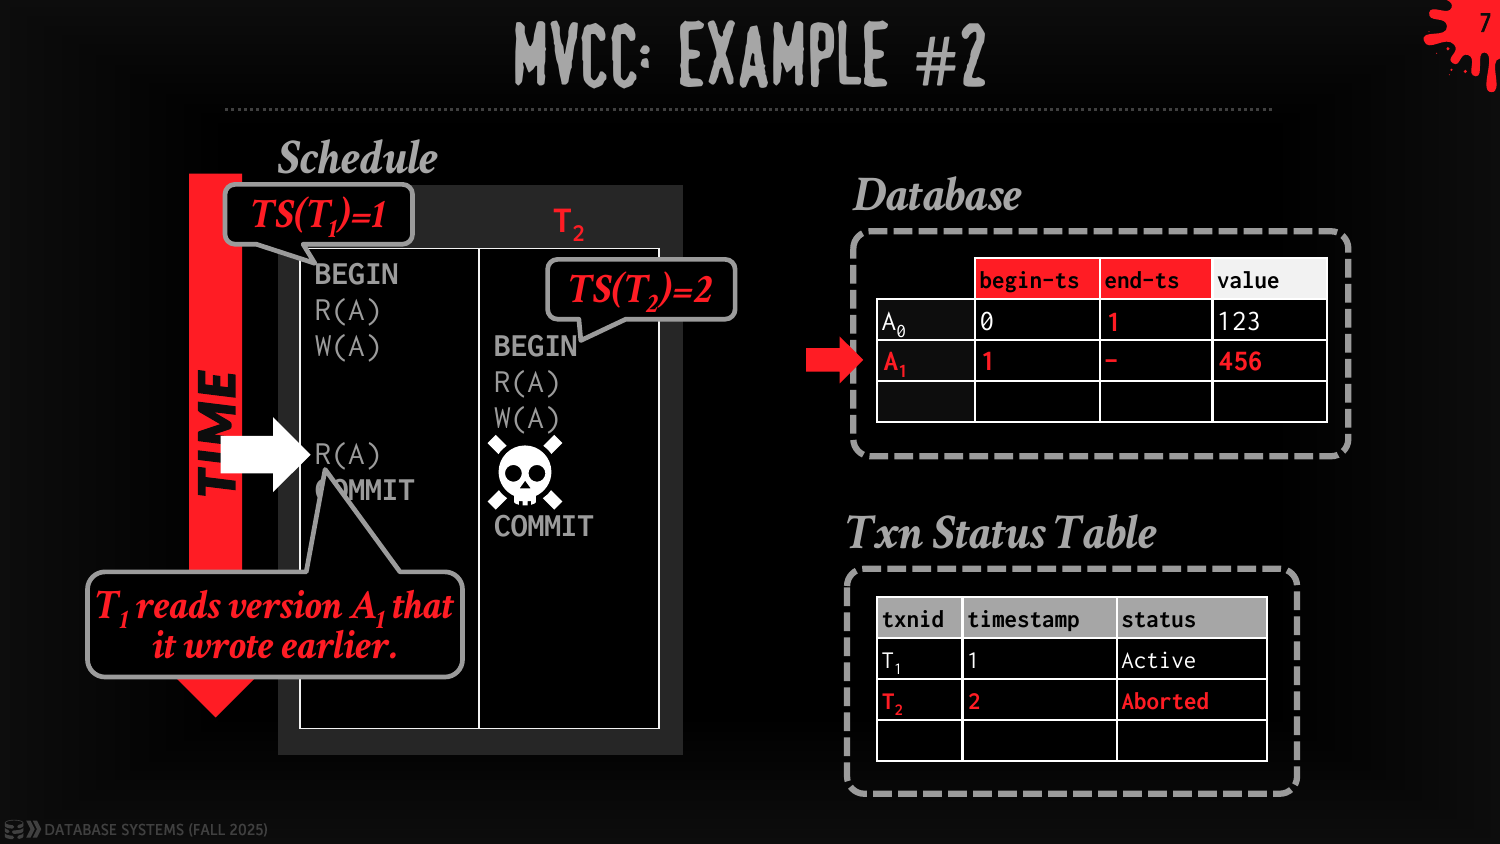 7
MVCC: EXAMPLE #2
Schedule
TS(T1)=1
T2
BEGIN
R(A)
W(A)
R(A)
COMMIT
TS(T2)=2
BEGIN
R(A)
W(A)
COMMIT
TIME
T1 reads version A1 that
it wrote earlier.
Database
begin-ts end-ts value
A0 0 1 123
A1 1 - 456
Txn Status Table
txnid timestamp status
T1 1 Active
T2 2 Aborted
DATABASE SYSTEMS (FALL 2025)